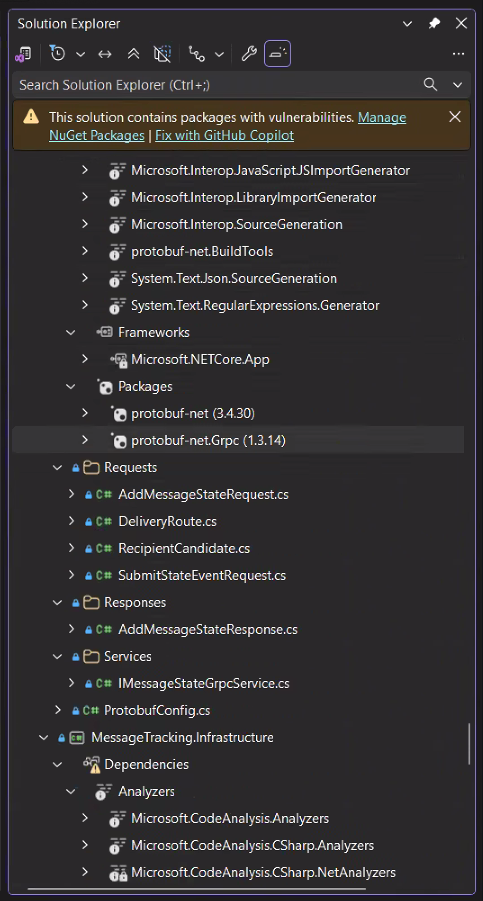 Solution Explorer
Search Solution Explorer (Ctrl+;)
This solution contains packages with vulnerabilities. Manage
NuGet Packages | Fix with GitHub Copilot
Microsoft.Interop.JavaScript.JSImportGenerator
Microsoft.Interop.LibraryImportGenerator
Microsoft.Interop.SourceGeneration
protobuf-net.BuildTools
System.Text.Json.SourceGeneration
System.Text.RegularExpressions.Generator
Frameworks
Microsoft.NETCore.App
Packages
protobuf-net (3.4.30)
protobuf-net.Grpc (1.3.14)
Requests
C# AddMessageStateRequest.cs
C# DeliveryRoute.cs
C# RecipientCandidate.cs
C# SubmitStateEventRequest.cs
Responses
C# AddMessageStateResponse.cs
Services
C# IMessageStateGrpcService.cs
C# ProtobufConfig.cs
C# MessageTracking.Infrastructure
Dependencies
Analyzers
Microsoft.CodeAnalysis.Analyzers
Microsoft.CodeAnalysis.CSharp.Analyzers
Microsoft.CodeAnalysis.CSharp.NetAnalyzers